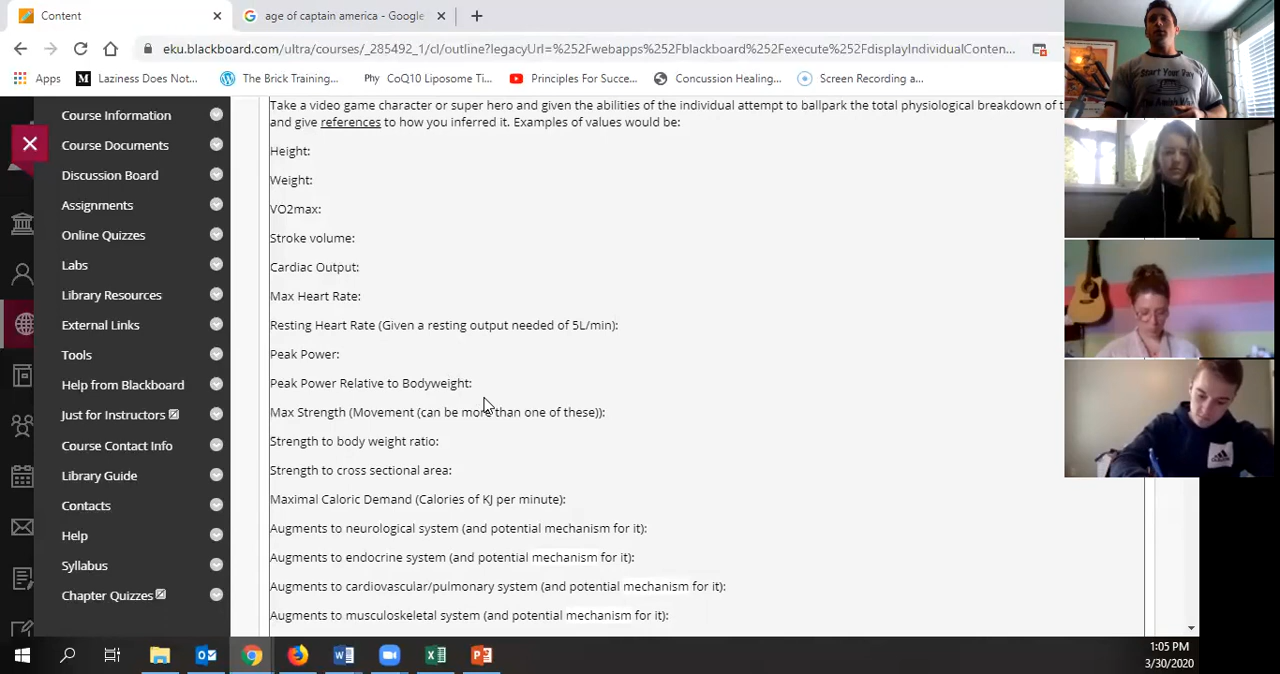 Content
age of captain america - Google
eku.blackboard.com/ultra/courses/_285492_1/cl/outline?legacyUrl=%252Fwebapps%252Fblackboard%252Fexecute%252FdisplayIndividualConten...
Apps
M Laziness Does Not...
The Brick Training...
Phy CoQ10 Liposome Ti...
Principles For Succe...
Concussion Healing...
Screen Recording a...
Course Information
Course Documents
Discussion Board
Assignments
Online Quizzes
Labs
Library Resources
External Links
Tools
Help from Blackboard
Just for Instructors
Course Contact Info
Library Guide
Contacts
Help
Syllabus
Chapter Quizzes
Take a video game character or super hero and given the abilities of the individual attempt to ballpark the total physiological breakdown of t
and give references to how you inferred it. Examples of values would be:
Height:
Weight:
VO2max:
Stroke volume:
Cardiac Output:
Max Heart Rate:
Resting Heart Rate (Given a resting output needed of 5L/min):
Peak Power:
Peak Power Relative to Bodyweight:
Max Strength (Movement (can be more than one of these)):
Strength to body weight ratio:
Strength to cross sectional area:
Maximal Caloric Demand (Calories of KJ per minute):
Augments to neurological system (and potential mechanism for it):
Augments to endocrine system (and potential mechanism for it):
Augments to cardiovascular/pulmonary system (and potential mechanism for it):
Augments to musculoskeletal system (and potential mechanism for it):
Start Your Day
adidas
1:05 PM
3/30/2020